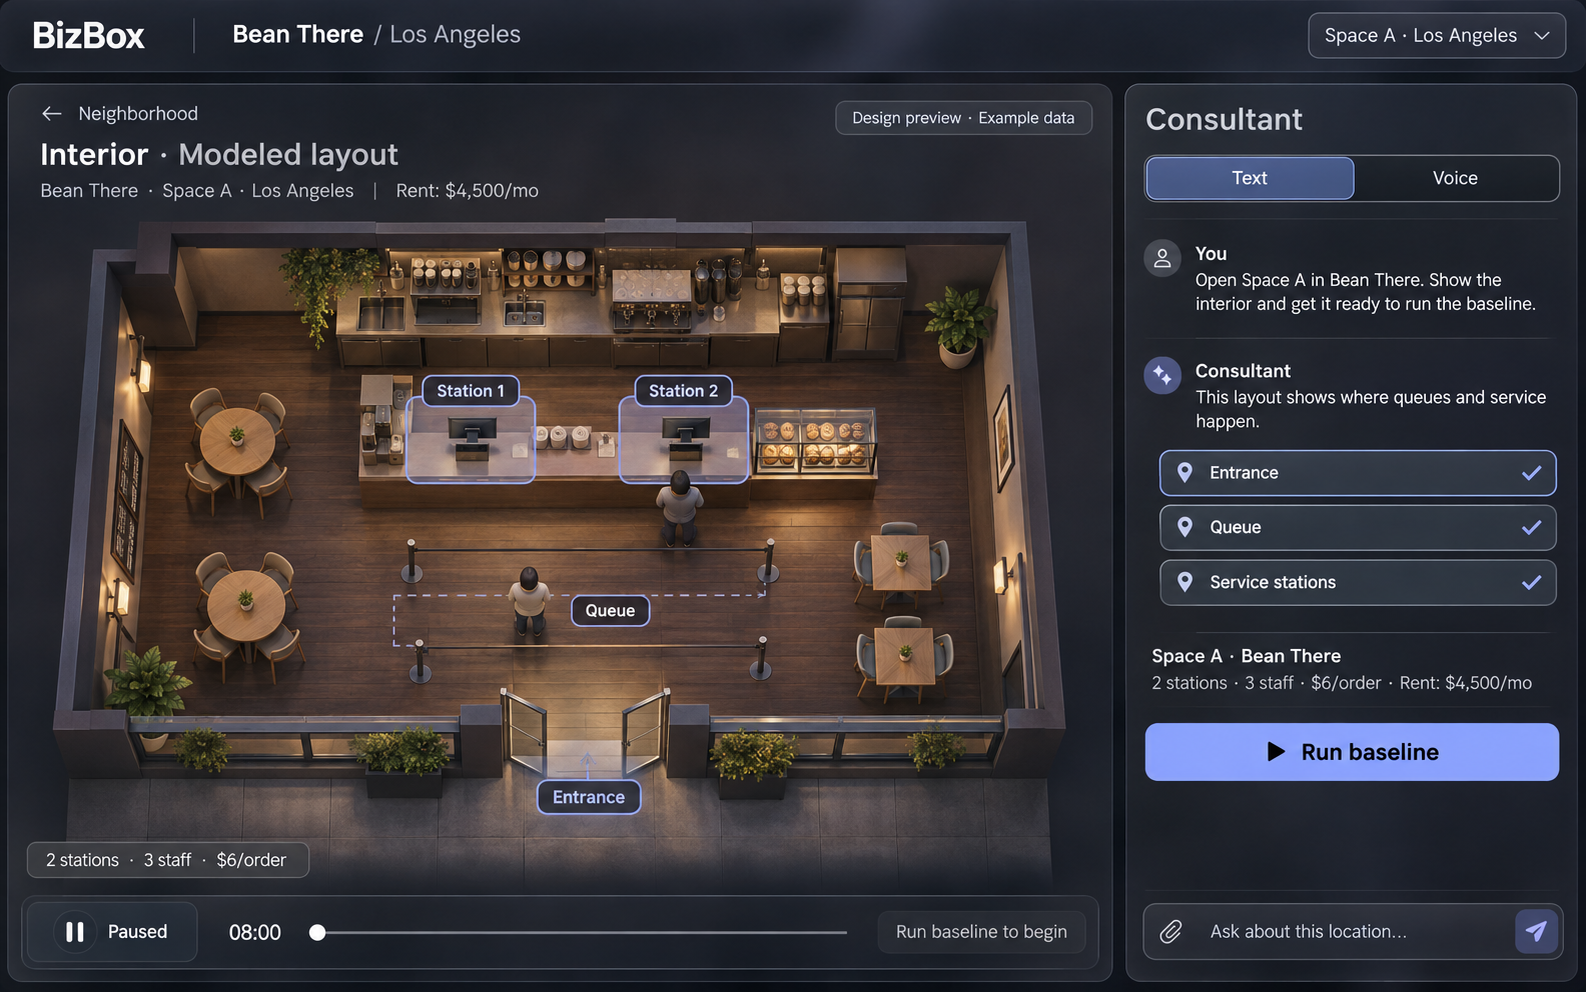 BizBox
Bean There / Los Angeles
Space A · Los Angeles
Neighborhood
Design preview · Example data
Interior · Modeled layout
Bean There · Space A · Los Angeles | Rent: $4,500/mo
Station 1
Station 2
Queue
Entrance
2 stations · 3 staff · $6/order
Paused
08:00
Run baseline to begin
Consultant
Text
Voice
You
Open Space A in Bean There. Show the
interior and get it ready to run the baseline.
Consultant
This layout shows where queues and service
happen.
Entrance
Queue
Service stations
Space A · Bean There
2 stations · 3 staff · $6/order · Rent: $4,500/mo
Run baseline
Ask about this location...